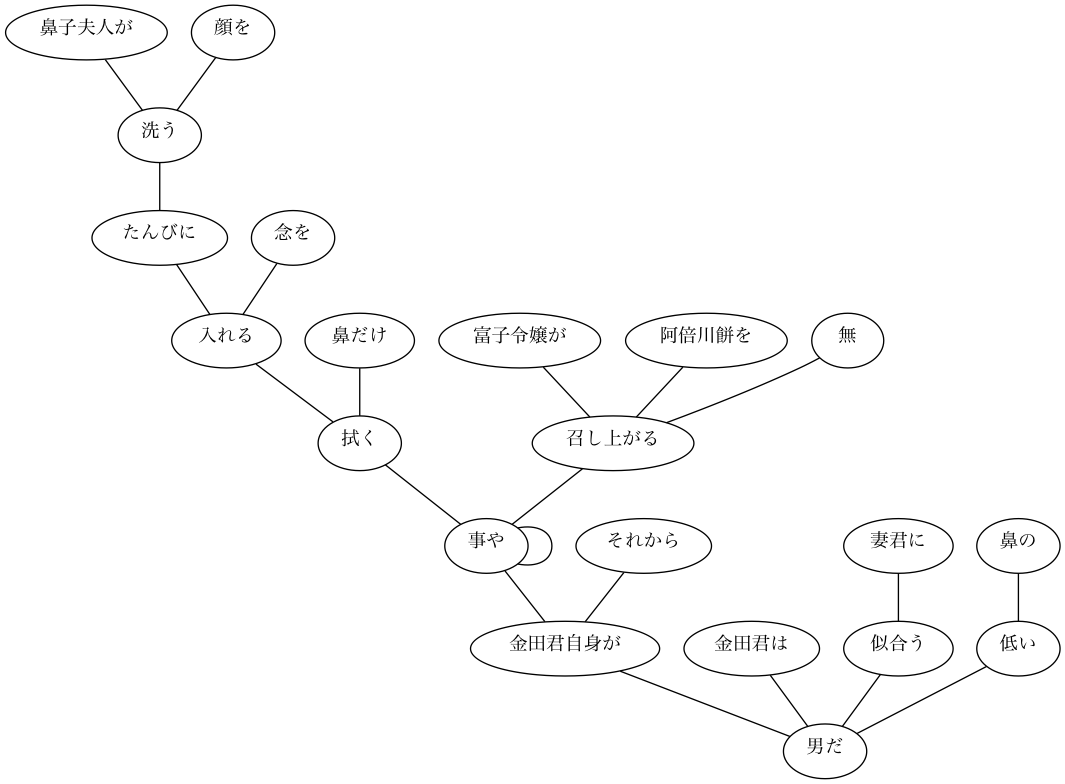 鼻子夫人が
顔を
洗う
たんびに
念を
入れる
鼻だけ
富子令嬢が
阿倍川餅を
無
拭く
召し上がる
事や
それから
妻君に
鼻の
金田君自身が
金田君は
似合う
低い
男だ